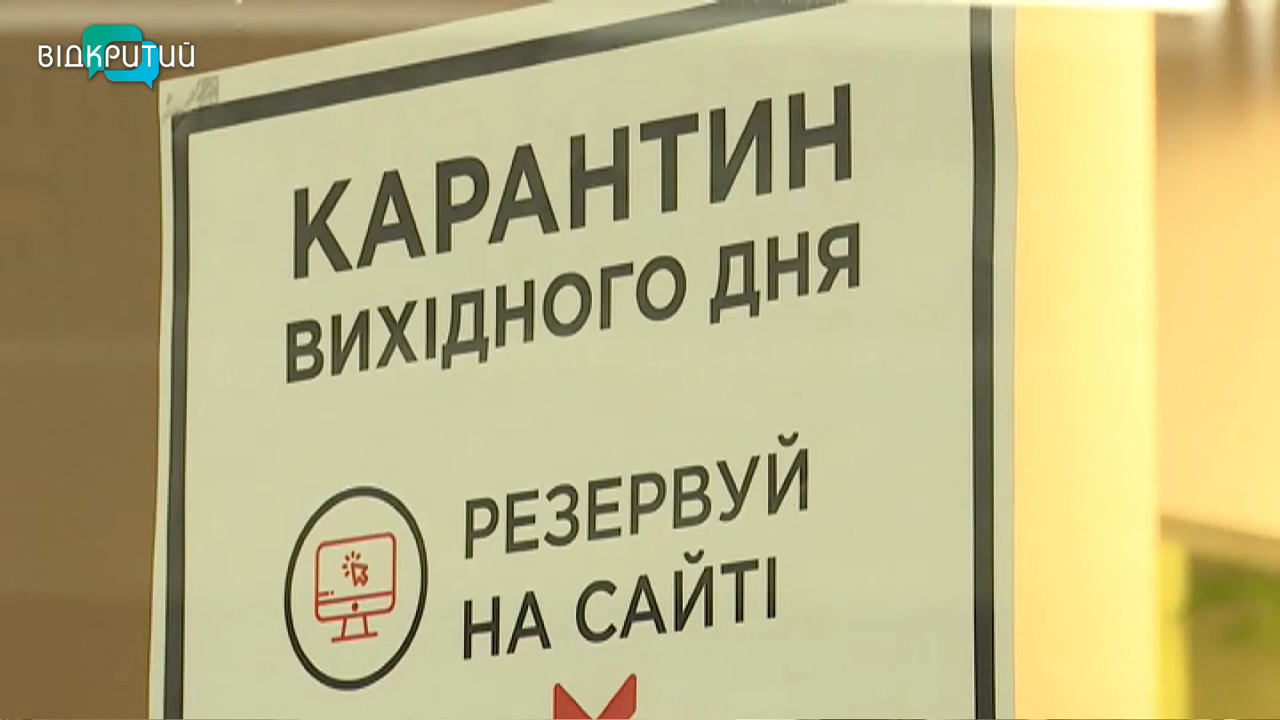 ВІДКРИТИЙ
КАРАНТИН
ВИХІДНОГО ДНЯ
РЕЗЕРВУЙ
НА САЙТІ